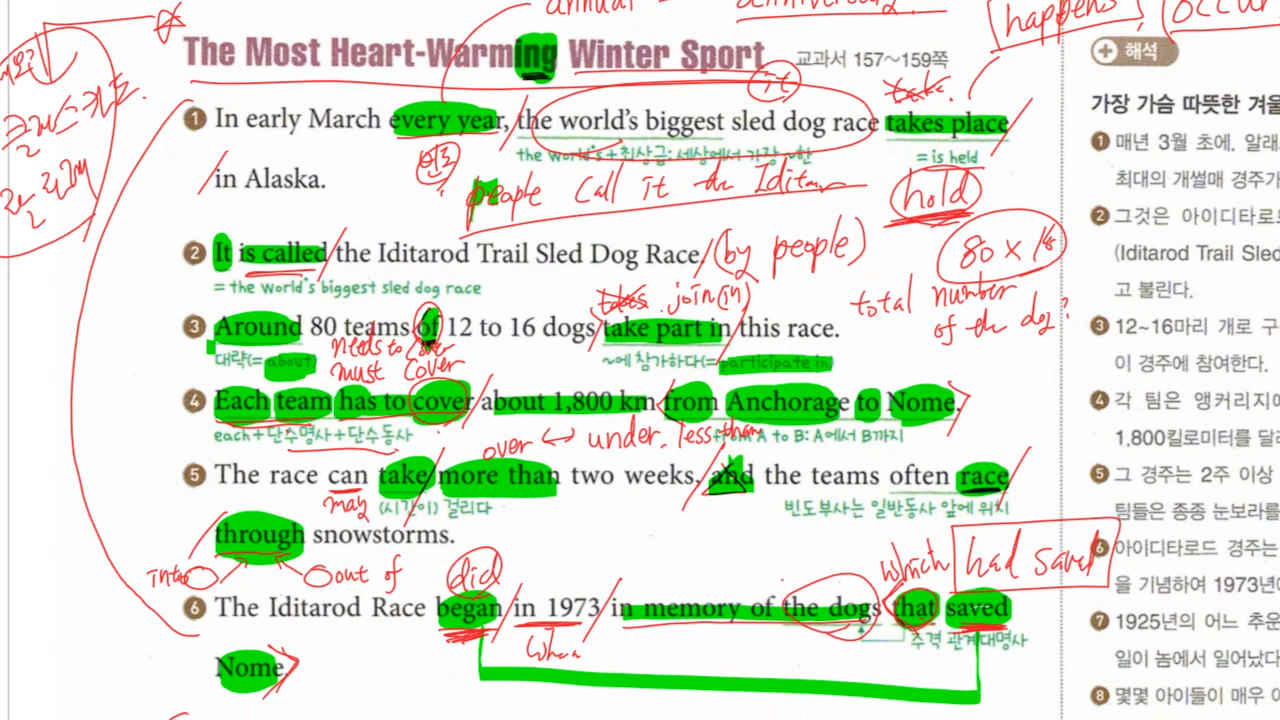 annual
anniversary
happens, occur
The Most Heart-Warming Winter Sport 교과서 157~159쪽
it
① In early March every year, the world's biggest sled dog race takes place
the world's+최상급: 세상에서 가장 ~한
= is held
in Alaska.
people call it the Iditarod
hold
② It is called the Iditarod Trail Sled Dog Race. (by people)
= the world's biggest sled dog race
80 × 16
total number
of the dog?
join(in)
③ Around 80 teams of 12 to 16 dogs take part in this race.
대략(= about)
~에 참가하다(= participate in)
needs to cover
must cover
④ Each team has to cover about 1,800 km from Anchorage to Nome.
each+단수명사+단수동사
from A to B: A에서 B까지
over ↔ under, less than
⑤ The race can take more than two weeks, and the teams often race
may
(시간이) 걸리다
빈도부사는 일반동사 앞에 위치
through snowstorms.
into
out of
did
which had saved
⑥ The Iditarod Race began in 1973 in memory of the dogs that saved
when
주격 관계대명사
Nome.
해석
가장 가슴 따뜻한 겨울
① 매년 3월 초에, 알래
최대의 개썰매 경주가
② 그것은 아이디타로드
(Iditarod Trail Sled
고 불린다.
③ 12~16마리 개로 구
이 경주에 참여한다.
④ 각 팀은 앵커리지에
1,800킬로미터를 달려
⑤ 그 경주는 2주 이상
팀들은 종종 눈보라를
⑥ 아이디타로드 경주는
을 기념하여 1973년에
⑦ 1925년의 어느 추운
일이 놈에서 일어났다
⑧ 몇몇 아이들이 매우 아